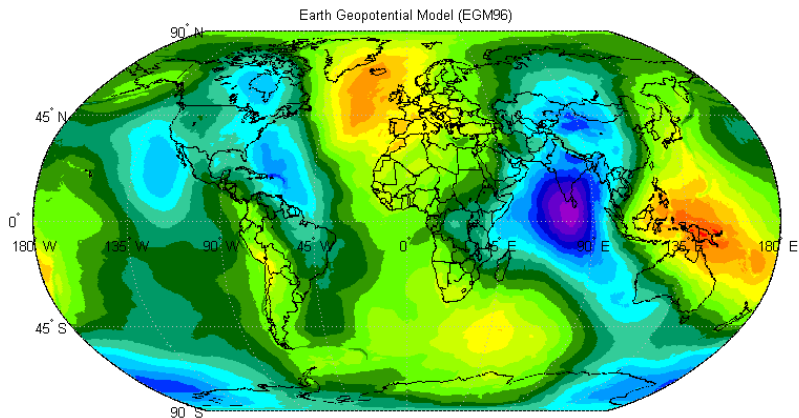 Earth Geopotential Model (EGM96)
90° N
45° N
0°
180° W 135° W 90° W 45° W 0° 45° E 90° E 135° E 180° E
45° S
90° S